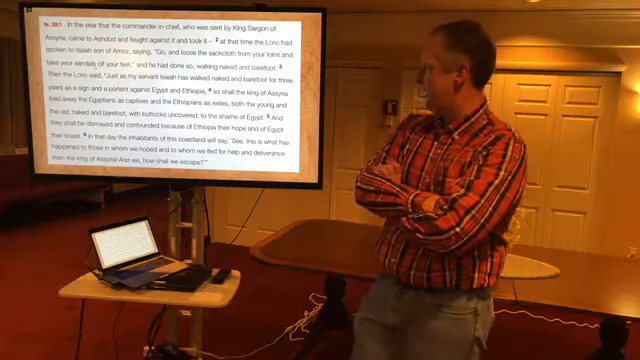 Is. 20:1 In the year that the commander-in-chief, who was sent by King Sargon of
Assyria, came to Ashdod and fought against it and took it— 2 at that time the LORD had
spoken to Isaiah son of Amoz, saying, “Go, and loose the sackcloth from your loins and
take your sandals off your feet,” and he had done so, walking naked and barefoot. 3
Then the LORD said, “Just as my servant Isaiah has walked naked and barefoot for three
years as a sign and a portent against Egypt and Ethiopia, 4 so shall the king of Assyria
lead away the Egyptians as captives and the Ethiopians as exiles, both the young and
the old, naked and barefoot, with buttocks uncovered, to the shame of Egypt. 5 And
they shall be dismayed and confounded because of Ethiopia their hope and of Egypt
their boast. 6 In that day the inhabitants of this coastland will say, “See, this is what has
happened to those in whom we hoped and to whom we fled for help and deliverance
from the king of Assyria! And we, how shall we escape?’”